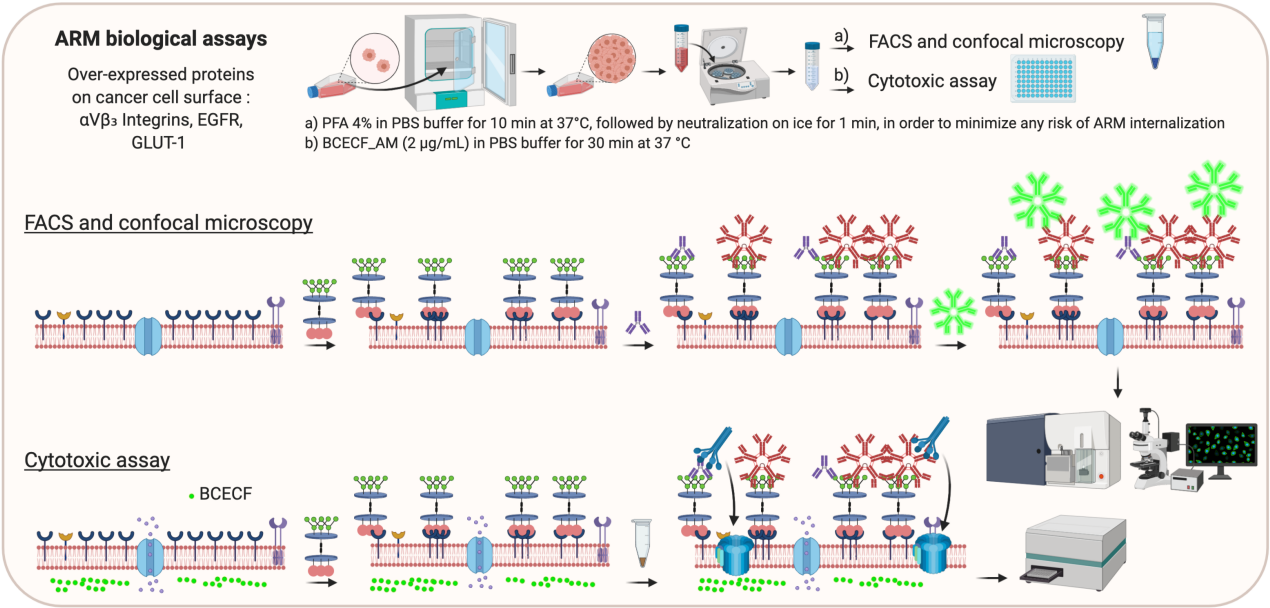 ARM biological assays
Over-expressed proteins
on cancer cell surface :
αVβ₃ Integrins, EGFR,
GLUT-1
a)
FACS and confocal microscopy
b)
Cytotoxic assay
a) PFA 4% in PBS buffer for 10 min at 37°C, followed by neutralization on ice for 1 min, in order to minimize any risk of ARM internalization
b) BCECF_AM (2 µg/mL) in PBS buffer for 30 min at 37 °C
FACS and confocal microscopy
Cytotoxic assay
BCECF